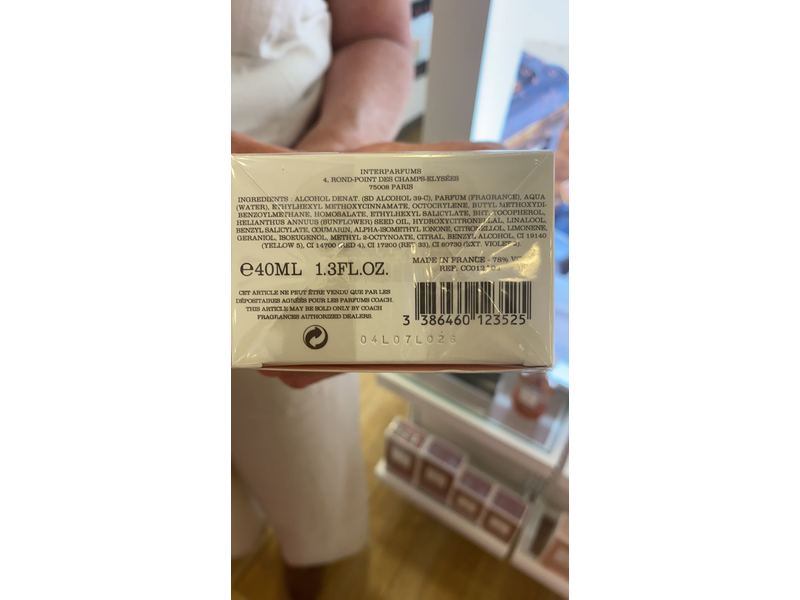 INTERPARFUMS
4, ROND-POINT DES CHAMPS-ELYSÉES
75008 PARIS
INGREDIENTS : ALCOHOL DENAT. (SD ALCOHOL 39-C), PARFUM (FRAGRANCE), AQUA
(WATER), ETHYLHEXYL METHOXYCINNAMATE, OCTOCRYLENE, BUTYL METHOXYDI-
BENZOYLMETHANE, HOMOSALATE, ETHYLHEXYL SALICYLATE, BHT, TOCOPHEROL,
HELIANTHUS ANNUUS (SUNFLOWER) SEED OIL, HYDROXYCITRONELLAL, LINALOOL,
BENZYL SALICYLATE, COUMARIN, ALPHA-ISOMETHYL IONONE, CITRONELLOL, LIMONENE,
GERANIOL, ISOEUGENOL, METHYL 2-OCTYNOATE, CITRAL, BENZYL ALCOHOL, CI 19140
(YELLOW 5), CI 14700 (RED 4), CI 17200 (RED 33), CI 60730 (EXT. VIOLET 2).
℮40ML 1.3FL.OZ.
MADE IN FRANCE - 78%
REF.
CET ARTICLE NE PEUT ÊTRE VENDU QUE PAR LES
DÉPOSITAIRES AGRÉÉS POUR LES PARFUMS COACH.
THIS ARTICLE MAY BE SOLD ONLY BY COACH
FRAGRANCES AUTHORIZED DEALERS.
3 386460 123525
04L07L026